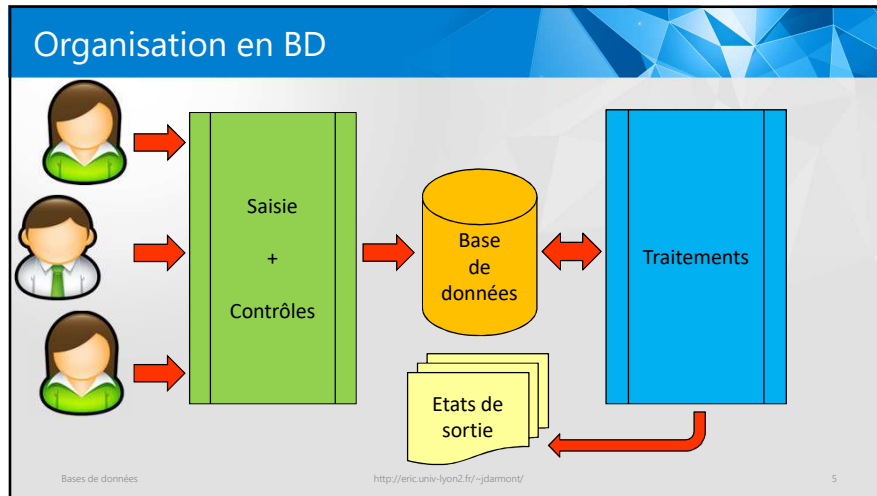 Organisation en BD
Saisie
+
Contrôles
Base
de
données
Traitements
Etats de
sortie
Bases de données
http://eric.univ-lyon2.fr/~jdarmont/
5